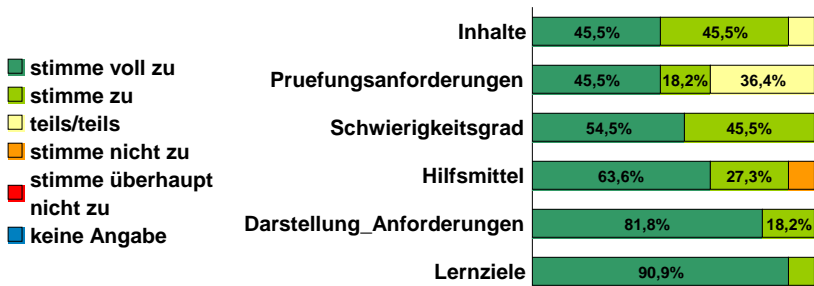 stimme voll zu
stimme zu
teils/teils
stimme nicht zu
stimme überhaupt
nicht zu
keine Angabe
Inhalte 45,5% 45,5%
Pruefungsanforderungen 45,5% 18,2% 36,4%
Schwierigkeitsgrad 54,5% 45,5%
Hilfsmittel 63,6% 27,3%
Darstellung_Anforderungen 81,8% 18,2%
Lernziele 90,9%